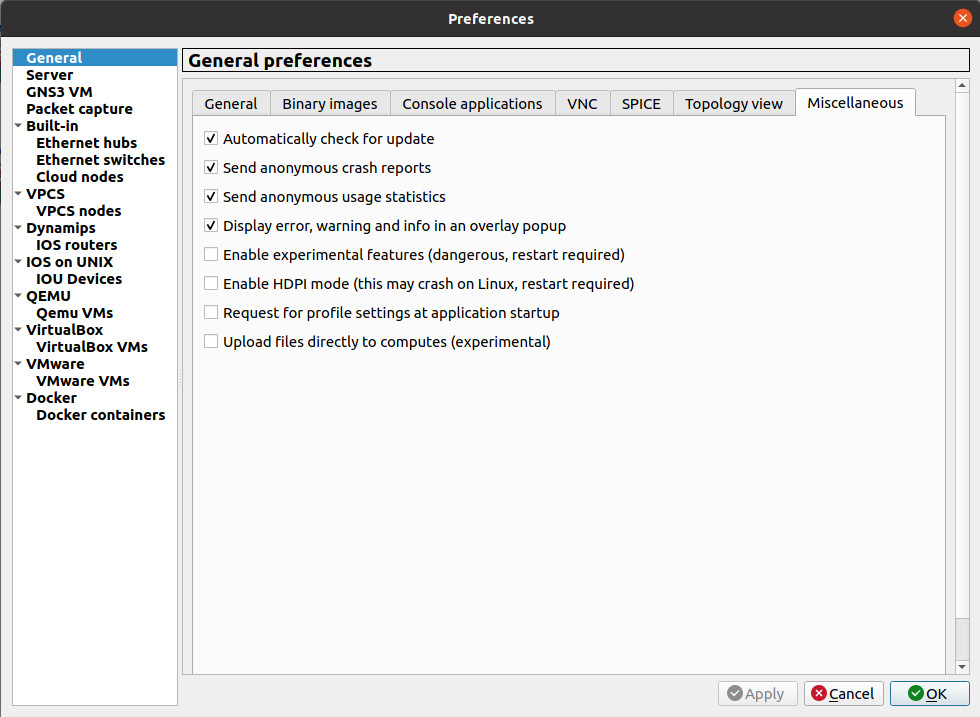 Preferences
General
Server
GNS3 VM
Packet capture
Built-in
Ethernet hubs
Ethernet switches
Cloud nodes
VPCS
VPCS nodes
Dynamips
IOS routers
IOS on UNIX
IOU Devices
QEMU
Qemu VMs
VirtualBox
VirtualBox VMs
VMware
VMware VMs
Docker
Docker containers
General preferences
General Binary images Console applications VNC SPICE Topology view Miscellaneous
Automatically check for update
Send anonymous crash reports
Send anonymous usage statistics
Display error, warning and info in an overlay popup
Enable experimental features (dangerous, restart required)
Enable HDPI mode (this may crash on Linux, restart required)
Request for profile settings at application startup
Upload files directly to computes (experimental)
Apply Cancel OK